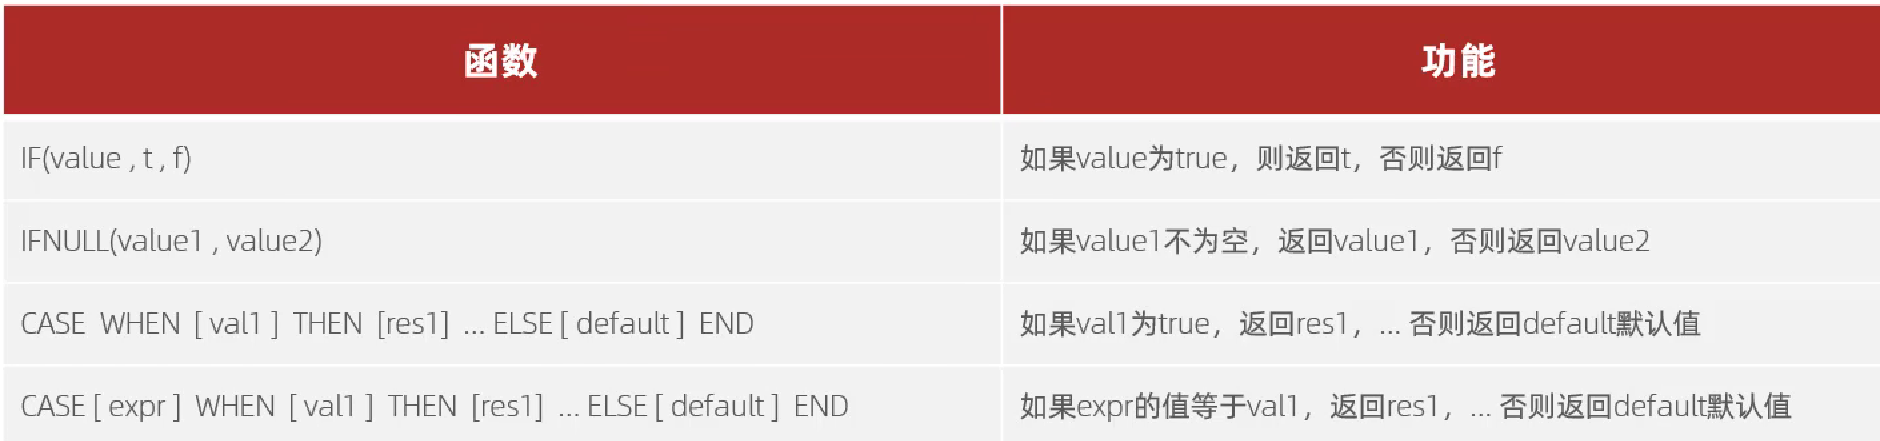 函数 功能
IF(value , t , f) 如果value为true，则返回t，否则返回f
IFNULL(value1 , value2) 如果value1不为空，返回value1，否则返回value2
CASE WHEN [ val1 ] THEN [res1] ... ELSE [ default ] END 如果val1为true，返回res1，... 否则返回default默认值
CASE [ expr ] WHEN [ val1 ] THEN [res1] ... ELSE [ default ] END 如果expr的值等于val1，返回res1，... 否则返回default默认值